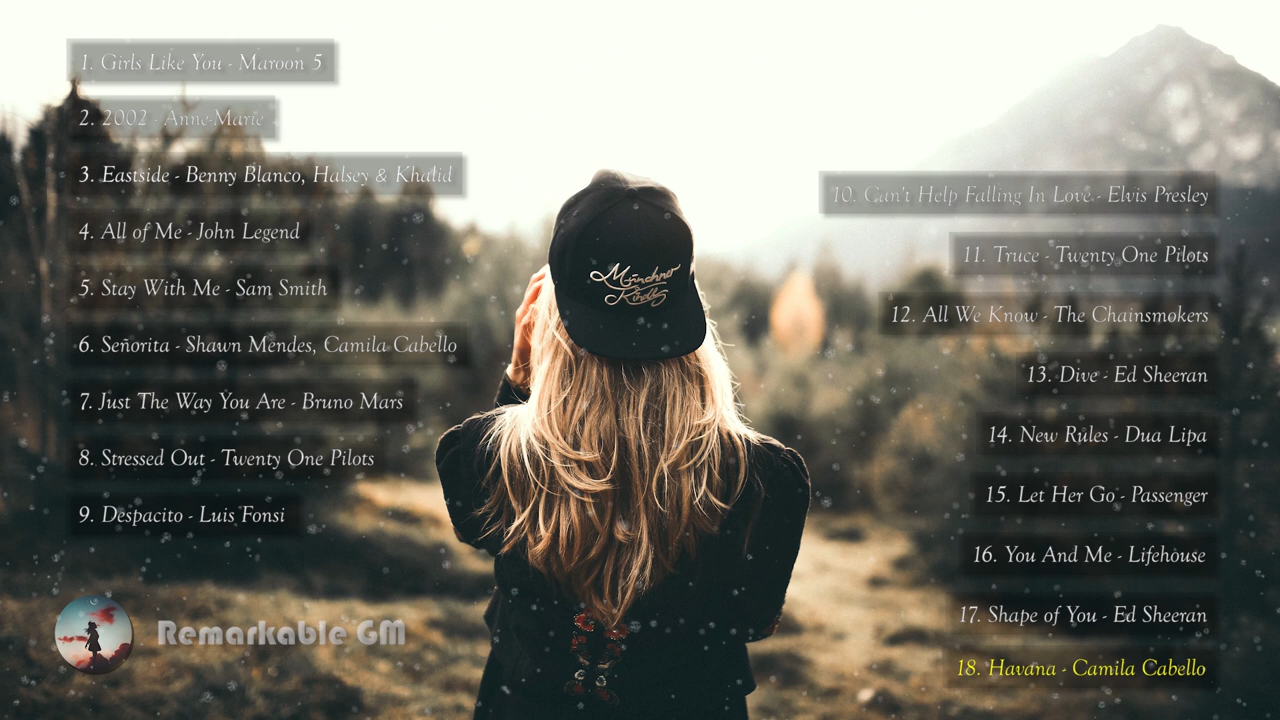 1. Girls Like You - Maroon 5
2. 2002 - Anne-Marie
3. Eastside - Benny Blanco, Halsey & Khalid
4. All of Me - John Legend
5. Stay With Me - Sam Smith
6. Señorita - Shawn Mendes, Camila Cabello
7. Just The Way You Are - Bruno Mars
8. Stressed Out - Twenty One Pilots
9. Despacito - Luis Fonsi
10. Can't Help Falling In Love - Elvis Presley
11. Truce - Twenty One Pilots
12. All We Know - The Chainsmokers
13. Dive - Ed Sheeran
14. New Rules - Dua Lipa
15. Let Her Go - Passenger
16. You And Me - Lifehouse
17. Shape of You - Ed Sheeran
18. Havana - Camila Cabello
Münchner
Kindl
Remarkable GM